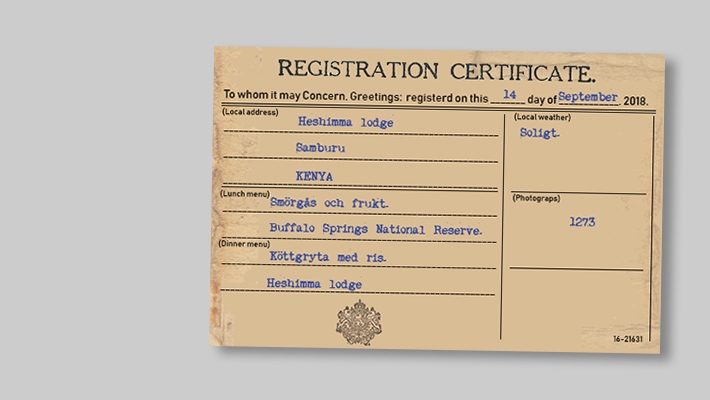 REGISTRATION CERTIFICATE.
To whom it may Concern. Greetings: registerd on this 14 day of September 2018.
(Local address)
Heshimma lodge
Samburu
KENYA
(Lunch menu)
Smörgås och frukt.
Buffalo Springs National Reserve.
(Dinner menu)
Köttgryta med ris.
Heshimma lodge
(Local weather)
Soligt.
(Photograps)
1273
16-21631